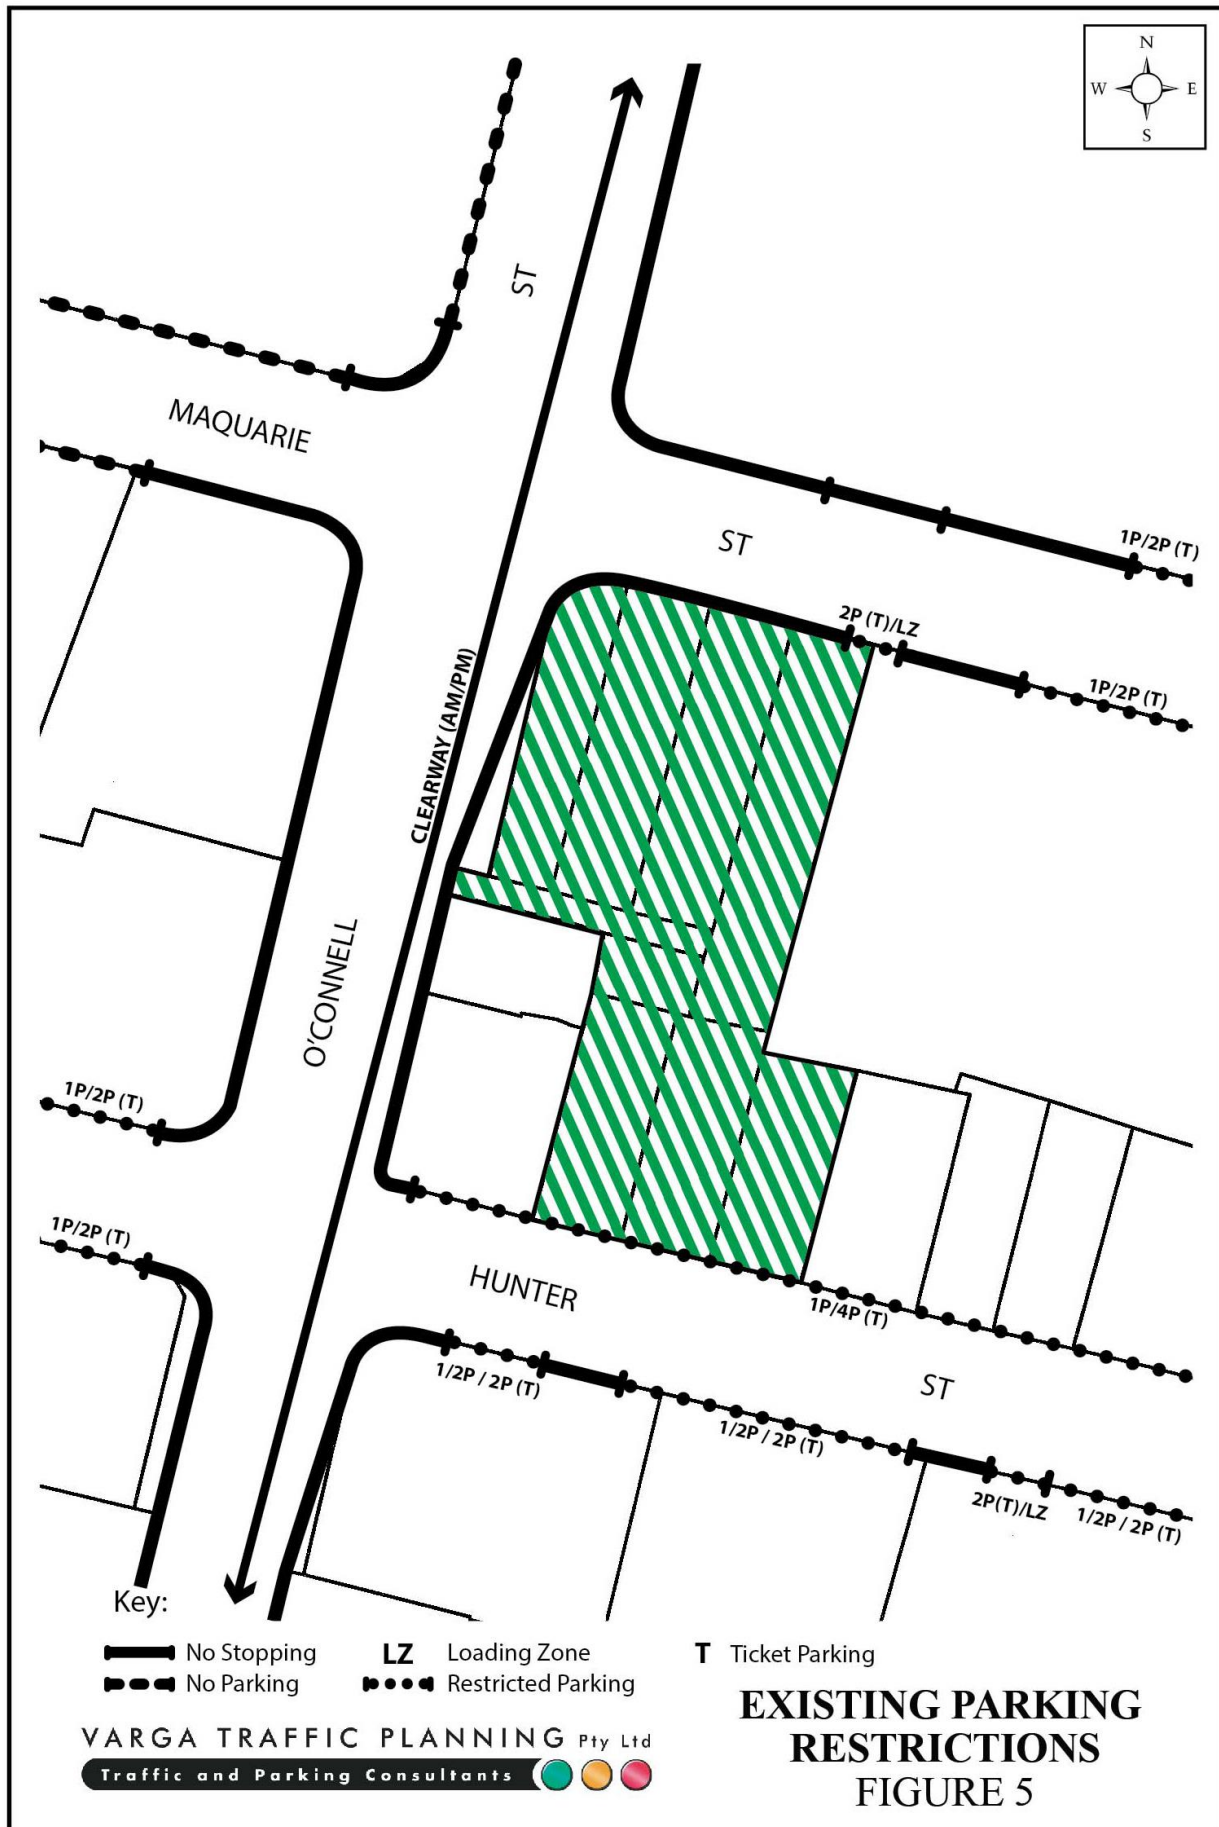 N
W E
S
ST
MAQUARIE
ST
1P/2P (T)
2P (T)/LZ
1P/2P (T)
CLEARWAY (AM/PM)
O'CONNELL
1P/2P (T)
1P/2P (T)
HUNTER
1P/4P (T)
ST
1/2P / 2P (T)
1/2P / 2P (T)
2P(T)/LZ
1/2P / 2P (T)
Key:
No Stopping
LZ Loading Zone
T Ticket Parking
No Parking
Restricted Parking
EXISTING PARKING
RESTRICTIONS
FIGURE 5
VARGA TRAFFIC PLANNING Pty Ltd
Traffic and Parking Consultants